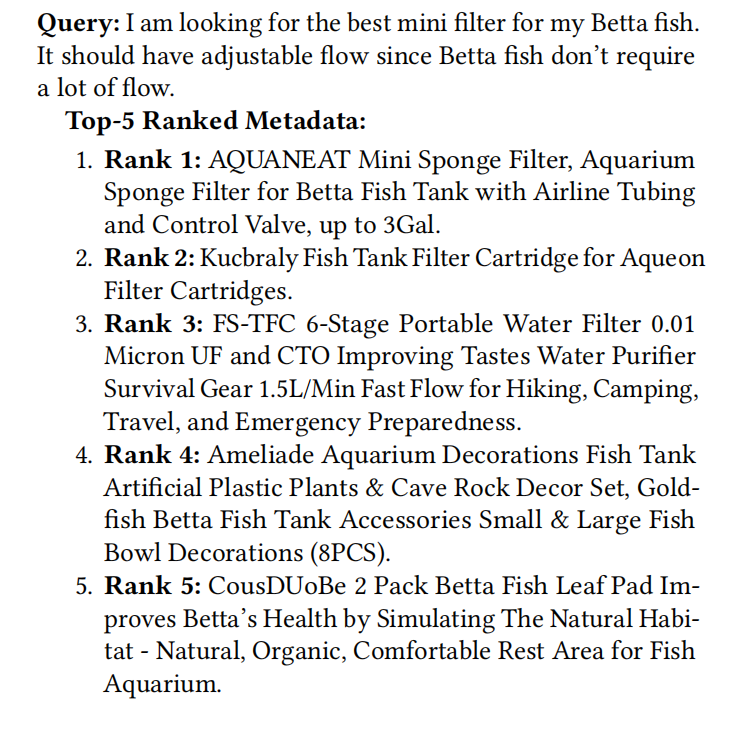 Query: I am looking for the best mini filter for my Betta fish.
It should have adjustable flow since Betta fish don't require
a lot of flow.
Top-5 Ranked Metadata:
1. Rank 1: AQUANEAT Mini Sponge Filter, Aquarium
Sponge Filter for Betta Fish Tank with Airline Tubing
and Control Valve, up to 3Gal.
2. Rank 2: Kucbraly Fish Tank Filter Cartridge for Aqueon
Filter Cartridges.
3. Rank 3: FS-TFC 6-Stage Portable Water Filter 0.01
Micron UF and CTO Improving Tastes Water Purifier
Survival Gear 1.5L/Min Fast Flow for Hiking, Camping,
Travel, and Emergency Preparedness.
4. Rank 4: Ameliade Aquarium Decorations Fish Tank
Artificial Plastic Plants & Cave Rock Decor Set, Gold-
fish Betta Fish Tank Accessories Small & Large Fish
Bowl Decorations (8PCS).
5. Rank 5: CousDUoBe 2 Pack Betta Fish Leaf Pad Im-
proves Betta's Health by Simulating The Natural Habi-
tat - Natural, Organic, Comfortable Rest Area for Fish
Aquarium.